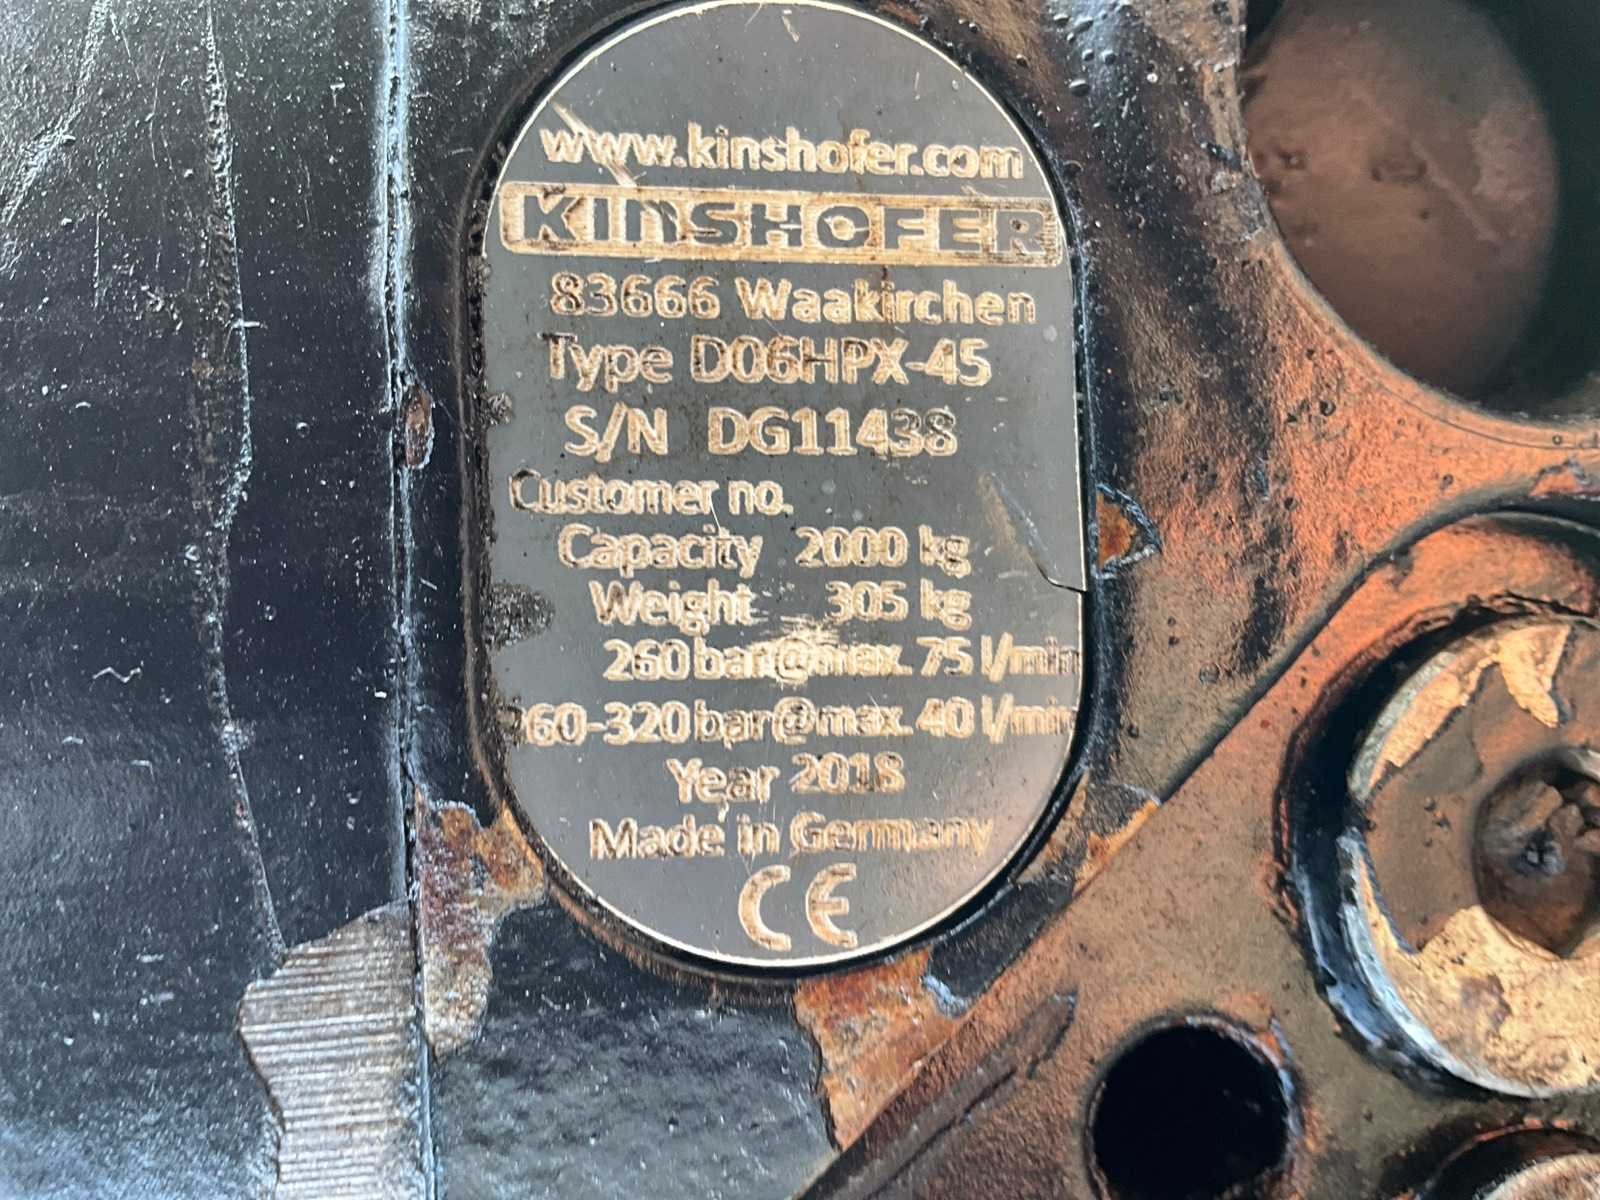 www.kinshofer.com
KINSHOFER
83666 Waakirchen
Type D06HPX-45
S/N DG11438
Customer no.
Capacity 2000 kg
Weight 305 kg
260 bar@max. 75 l/min
260-320 bar@max. 40 l/min
Year 2018
Made in Germany
CE